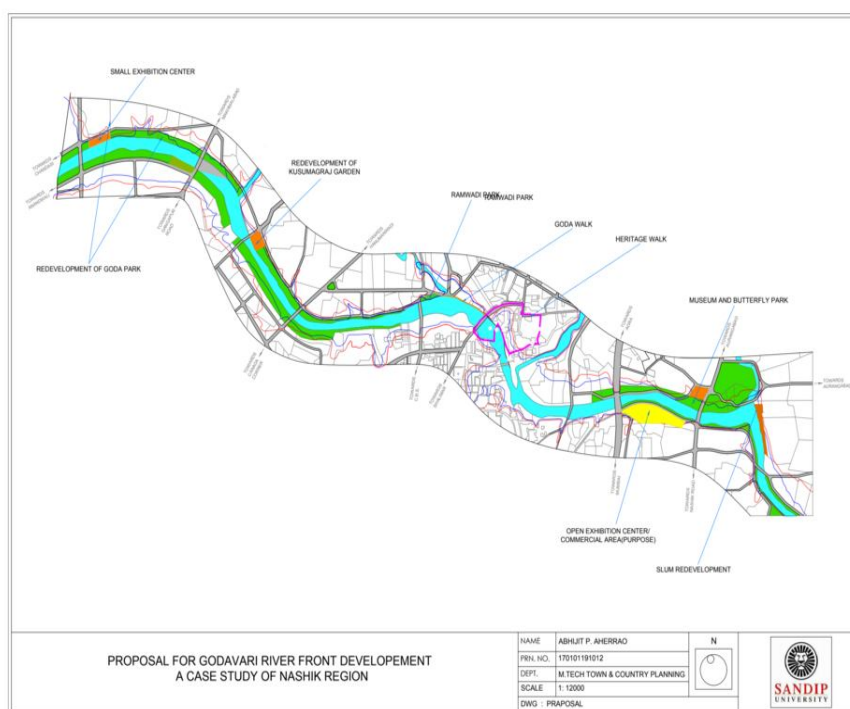 SMALL EXHIBITION CENTER
REDEVELOPMENT OF
KUSUMAGRAJ GARDEN
RAMWADI PARK
RAMWADI PARK
GODA WALK
HERITAGE WALK
REDEVELOPMENT OF GODA PARK
MUSEUM AND BUTTERFLY PARK
OPEN EXHIBITION CENTER/
COMMERCIAL AREA(PURPOSE)
SLUM REDEVELOPMENT
PROPOSAL FOR GODAVARI RIVER FRONT DEVELOPEMENT
A CASE STUDY OF NASHIK REGION
NAME ABHIJIT P. AHERRAO
PRN. NO. 170101191012
DEPT. M.TECH TOWN & COUNTRY PLANNING
SCALE 1: 12000
DWG : PRAPOSAL
N
SANDIP
UNIVERSITY